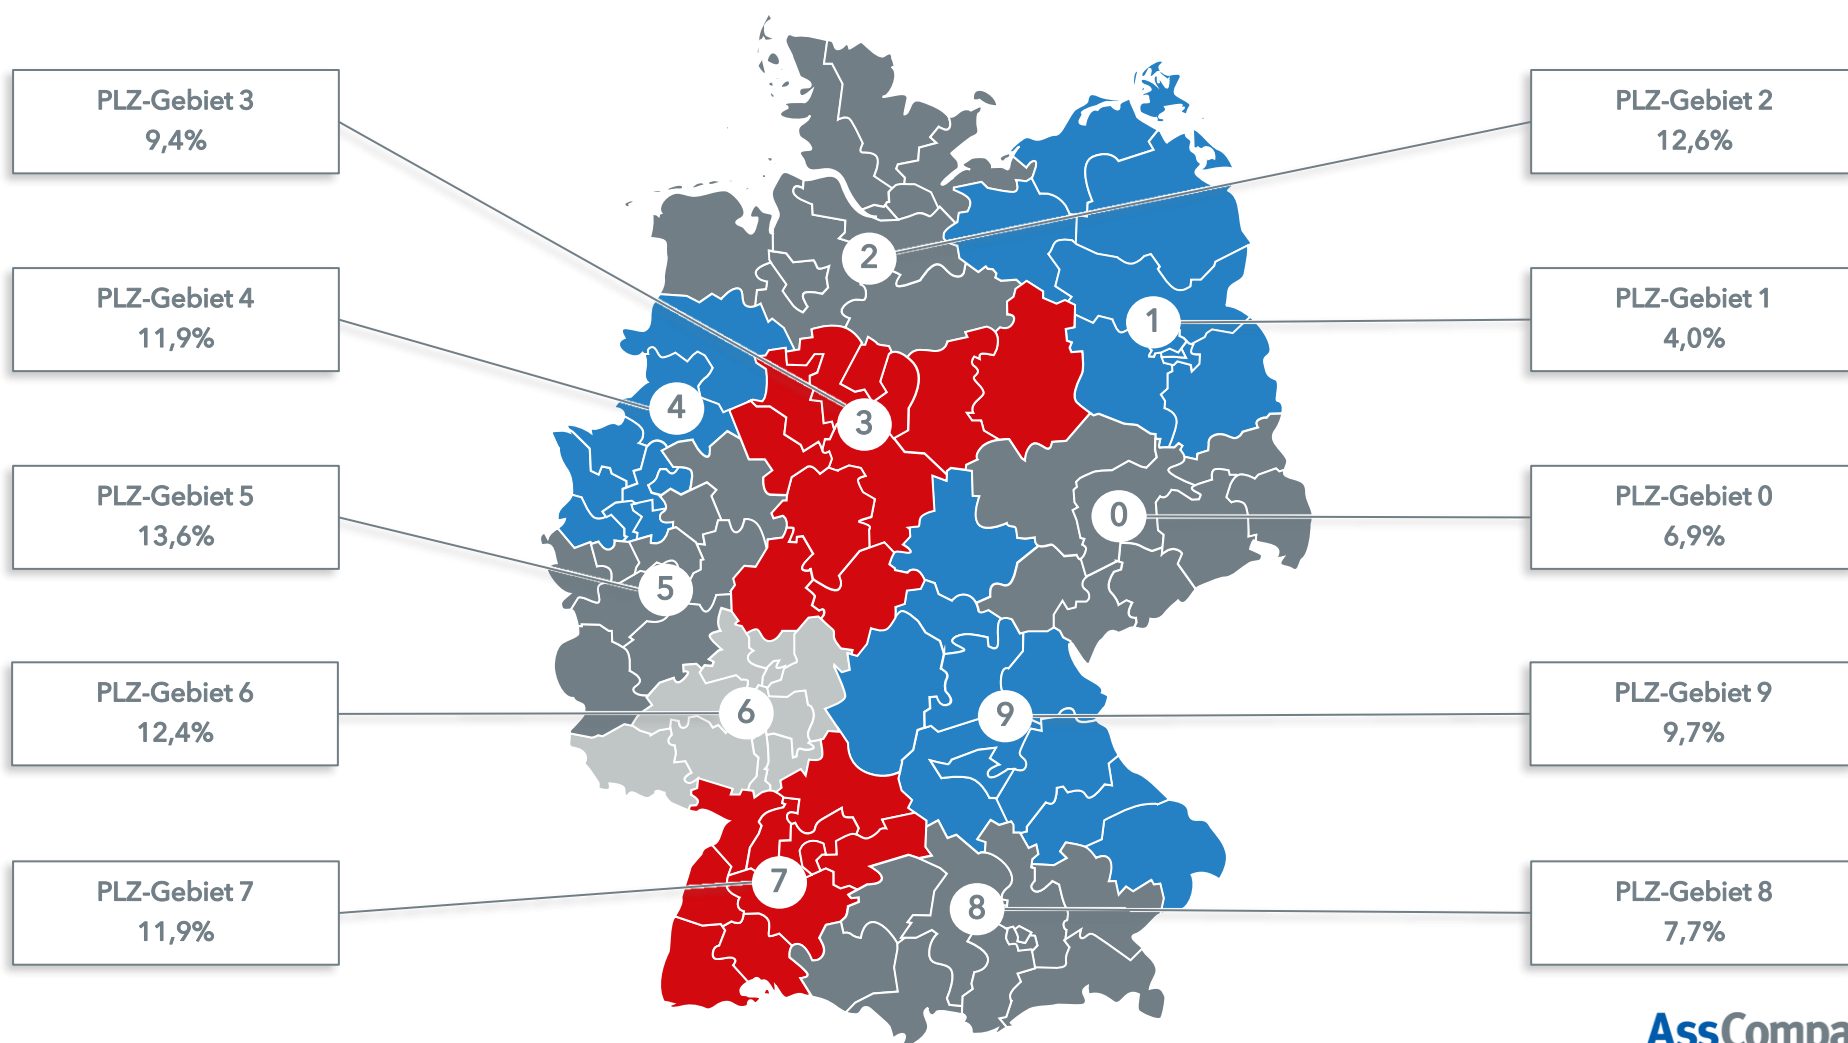 PLZ-Gebiet 3
9,4%
PLZ-Gebiet 4
11,9%
PLZ-Gebiet 5
13,6%
PLZ-Gebiet 6
12,4%
PLZ-Gebiet 7
11,9%
2
1
4
3
0
5
6
9
7
8
PLZ-Gebiet 2
12,6%
PLZ-Gebiet 1
4,0%
PLZ-Gebiet 0
6,9%
PLZ-Gebiet 9
9,7%
PLZ-Gebiet 8
7,7%
AssCompa